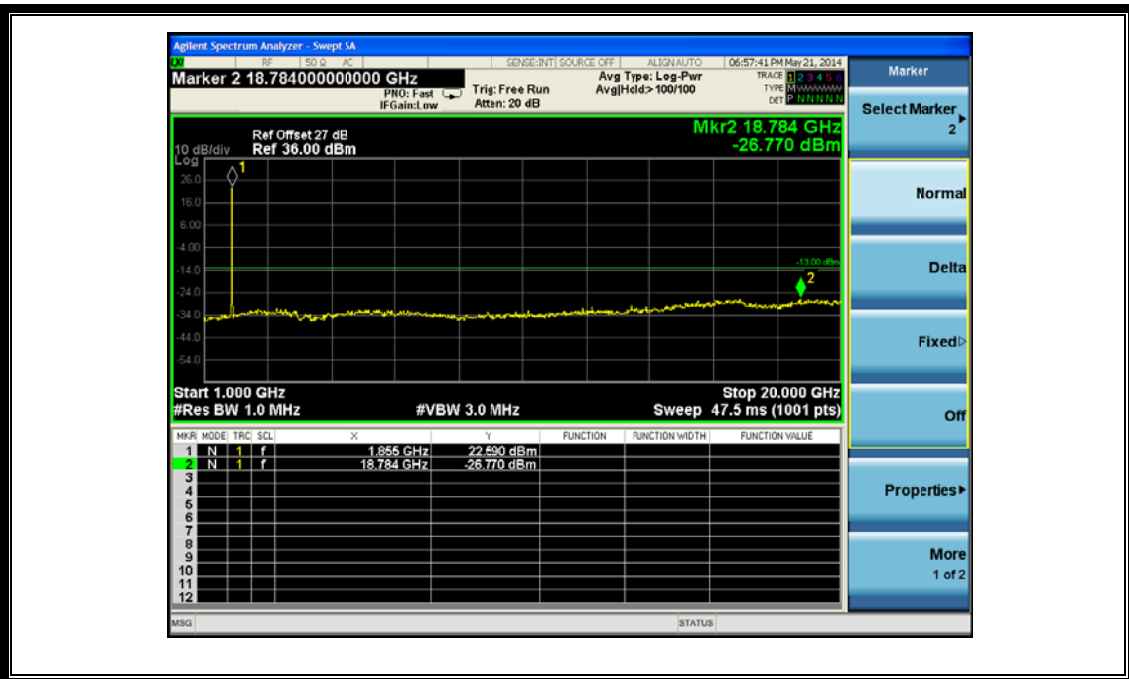 Agilent Spectrum Analyzer - Swept SA
LXI RF 50 Ω AC SENSE:INT SOURCE OFF ALIGN AUTO 06:57:41 PM May 21, 2014
Marker 2 18.784000000000 GHz
PNO: Fast
IFGain:Low
Trig: Free Run
Atten: 20 dB
Avg Type: Log-Pwr
Avg|Hold:> 100/100
TRACE 1 2 3 4 5 6
TYPE M
DET P N N N N N
Mkr2 18.784 GHz
-26.770 dBm
Ref Offset 27 dB
Ref 36.00 dBm
10 dB/div
Log
26.0
16.0
6.00
-4.00
-14.0
-24.0
-34.0
-44.0
-54.0
1
-13.00 dBm
2
Start 1.000 GHz Stop 20.000 GHz
#Res BW 1.0 MHz #VBW 3.0 MHz Sweep 47.5 ms (1001 pts)
MKR MODE TRC SCL X Y FUNCTION FUNCTION WIDTH FUNCTION VALUE
1 N 1 f 1.855 GHz dBm
2 N 1 f 18.784 GHz -26.770 dBm
3
4
5
6
7
8
9
10
11
12
MSG STATUS
Marker
Select Marker
2
Normal
Delta
Fixed
Off
Properties
More
1 of 2